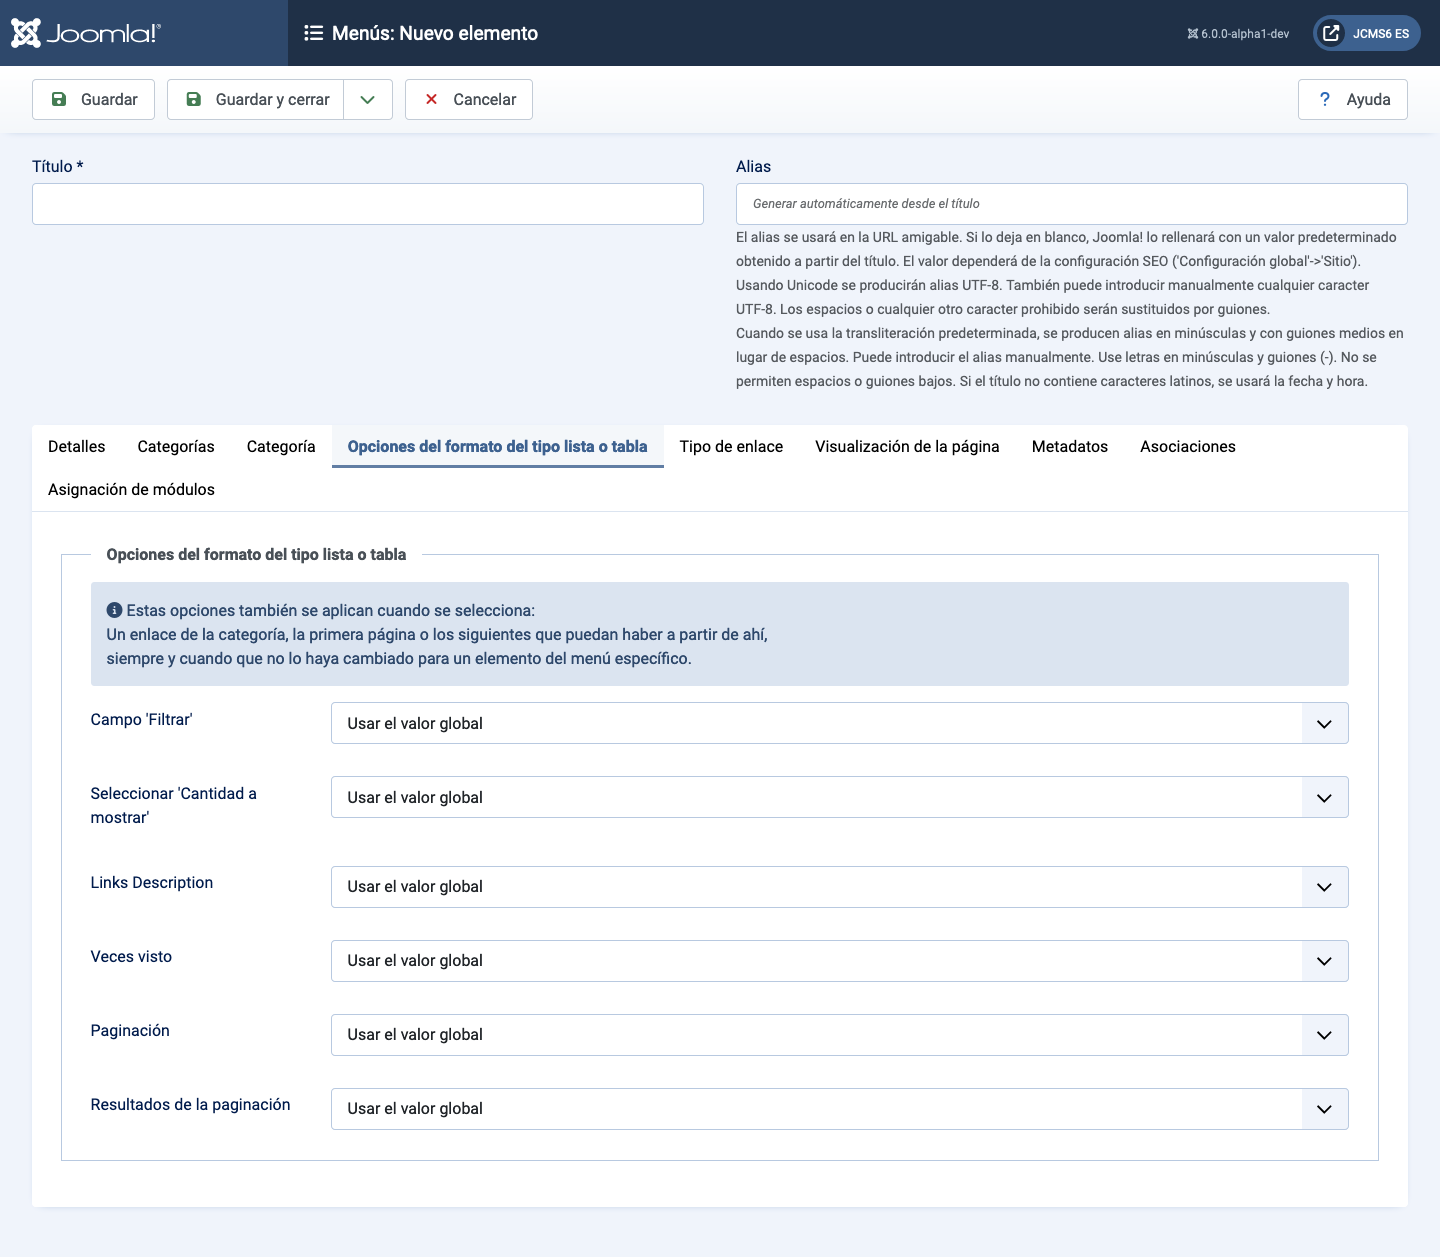 Joomla!®
Menús: Nuevo elemento
6.0.0-alpha1-dev
JCMS6 ES
Guardar
Guardar y cerrar
Cancelar
? Ayuda
Título *
Alias
Generar automáticamente desde el título
El alias se usará en la URL amigable. Si lo deja en blanco, Joomla! lo rellenará con un valor predeterminado
obtenido a partir del título. El valor dependerá de la configuración SEO ('Configuración global'->'Sitio').
Usando Unicode se producirán alias UTF-8. También puede introducir manualmente cualquier caracter
UTF-8. Los espacios o cualquier otro caracter prohibido serán sustituidos por guiones.
Cuando se usa la transliteración predeterminada, se producen alias en minúsculas y con guiones medios en
lugar de espacios. Puede introducir el alias manualmente. Use letras en minúsculas y guiones (-). No se
permiten espacios o guiones bajos. Si el título no contiene caracteres latinos, se usará la fecha y hora.
Detalles
Categorías
Categoría
Opciones del formato del tipo lista o tabla
Tipo de enlace
Visualización de la página
Metadatos
Asociaciones
Asignación de módulos
Opciones del formato del tipo lista o tabla
Estas opciones también se aplican cuando se selecciona:
Un enlace de la categoría, la primera página o los siguientes que puedan haber a partir de ahí,
siempre y cuando que no lo haya cambiado para un elemento del menú específico.
Campo 'Filtrar'
Usar el valor global
Seleccionar 'Cantidad a
mostrar'
Usar el valor global
Links Description
Usar el valor global
Veces visto
Usar el valor global
Paginación
Usar el valor global
Resultados de la paginación
Usar el valor global